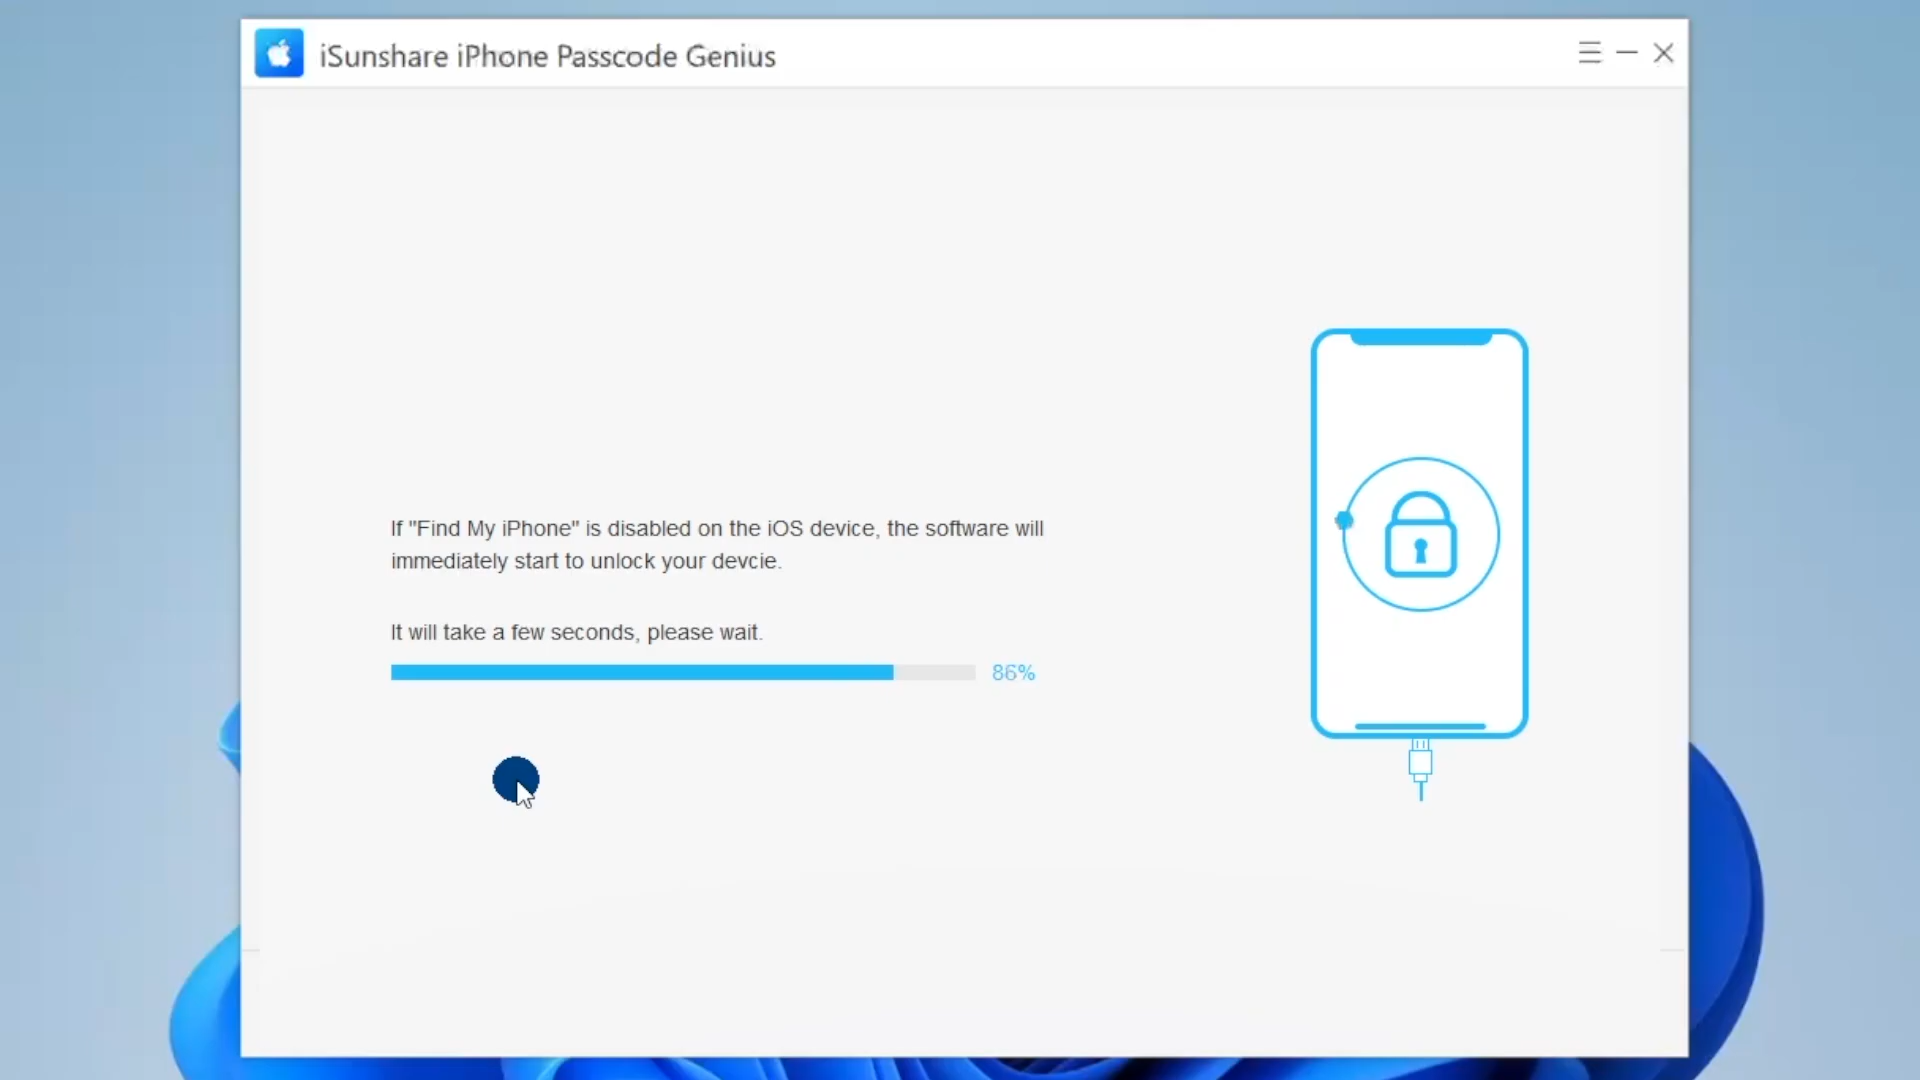 iSunshare iPhone Passcode Genius
If "Find My iPhone" is disabled on the iOS device, the software will
immediately start to unlock your devcie.
It will take a few seconds, please wait.
86%